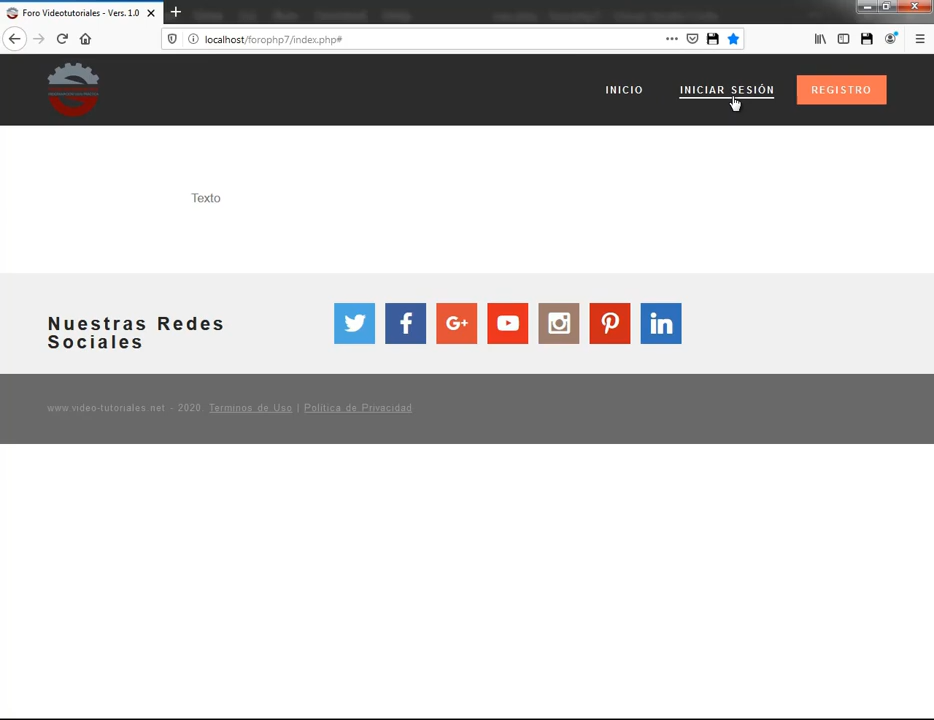 Foro Videotutoriales - Vers. 1.0
localhost/forophp7/index.php#
INICIO
INICIAR SESIÓN
REGISTRO
Texto
Nuestras Redes
Sociales
G+
www.video-tutoriales.net - 2020 Terminos de Uso | Politica de Privacidad